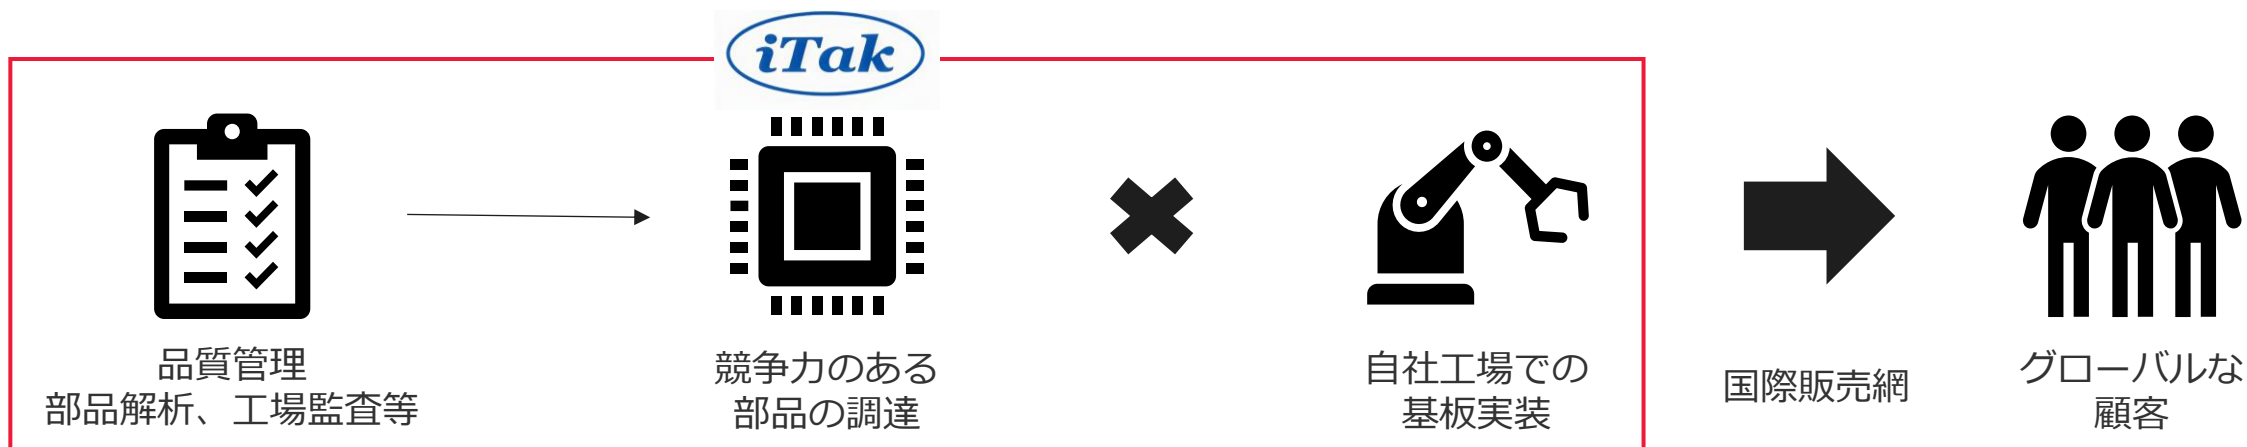 iTak
品質管理
部品解析、工場監査等
競争力のある
部品の調達
自社工場での
基板実装
国際販売網
グローバルな
顧客